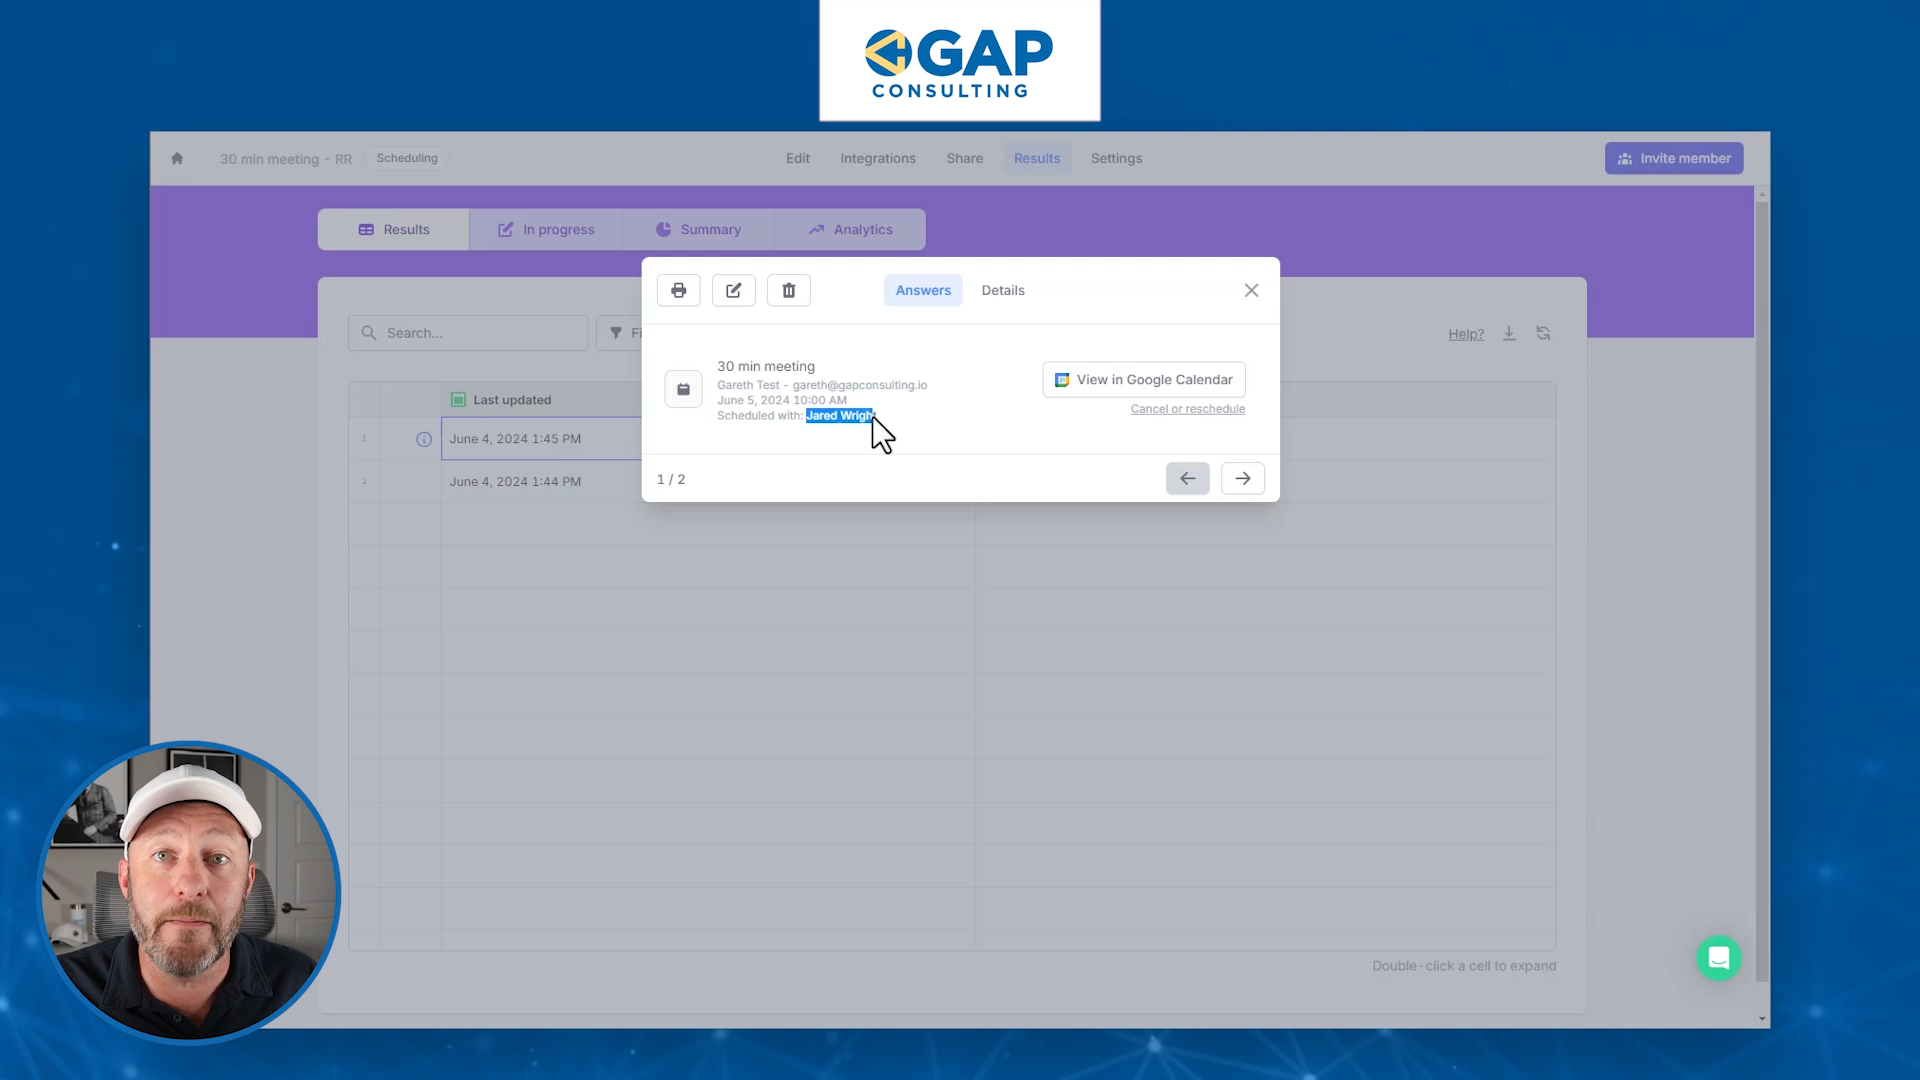 GAP
CONSULTING
30 min meeting - RR
Scheduling
Edit
Integrations
Share
Results
Settings
Invite member
Results
In progress
Summary
Analytics
Answers
Details
Search...
Help?
30 min meeting
Gareth Test - gareth@gapconsulting.io
June 5, 2024 10:00 AM
Scheduled with: Jared Wright
View in Google Calendar
Cancel or reschedule
Last updated
1
June 4, 2024 1:45 PM
2
June 4, 2024 1:44 PM
1 / 2
Double-click a cell to expand